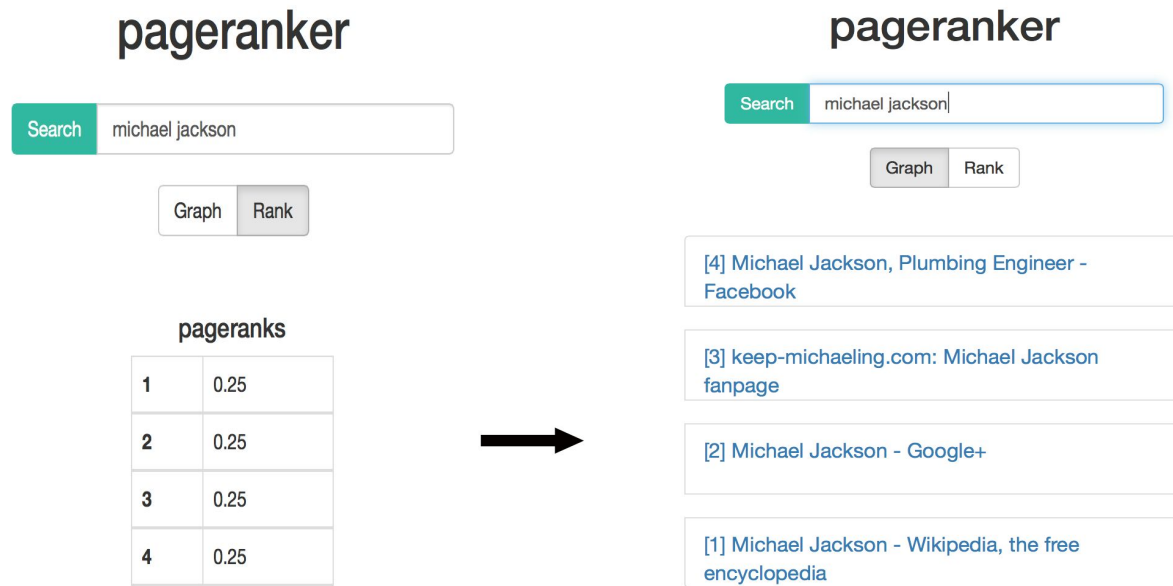 pageranker
Search michael jackson
Graph Rank
pageranks
1 0.25
2 0.25
3 0.25
4 0.25
pageranker
Search michael jackson
Graph Rank
[4] Michael Jackson, Plumbing Engineer -
Facebook
[3] keep-michaeling.com: Michael Jackson
fanpage
[2] Michael Jackson - Google+
[1] Michael Jackson - Wikipedia, the free
encyclopedia